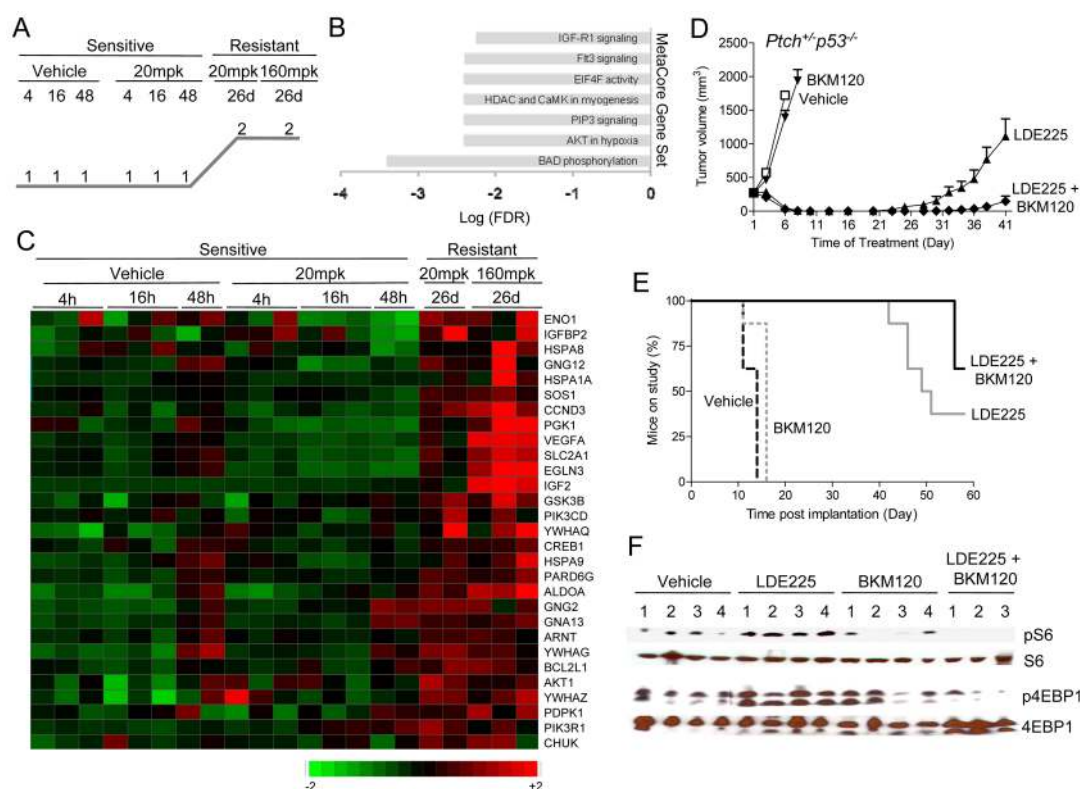 A
Sensitive Resistant
Vehicle 20mpk 20mpk 160mpk
4 16 48 4 16 48 26d 26d
2 2
1 1 1 1 1 1
B
IGF-R1 signaling
Flt3 signaling
EIF4F activity
HDAC and CaMK in myogenesis
PIP3 signaling
AKT in hypoxia
BAD phosphorylation
MetaCore Gene Set
-4 -3 -2 -1 0
Log (FDR)
C
Sensitive Resistant
Vehicle 20mpk 20mpk 160mpk
4h 16h 48h 4h 16h 48h 26d 26d
ENO1
IGFBP2
HSPA8
GNG12
HSPA1A
SOS1
CCND3
PGK1
VEGFA
SLC2A1
EGLN3
IGF2
GSK3B
PIK3CD
YWHAQ
CREB1
HSPA9
PARD6G
ALDOA
GNG2
GNA13
ARNT
YWHAG
BCL2L1
AKT1
YWHAZ
PDPK1
PIK3R1
CHUK
-2 +2
D
Ptch+/-p53-/-
Tumor volume (mm3)
2500
2000
1500
1000
500
0
BKM120
Vehicle
LDE225
LDE225 +
BKM120
1 6 11 16 21 26 31 36 41
Time of Treatment (Day)
E
Mice on study (%)
100
75
50
25
0
Vehicle
BKM120
LDE225 +
BKM120
LDE225
0 10 20 30 40 50 60
Time post implantation (Day)
F
Vehicle LDE225 BKM120 LDE225 +
BKM120
1 2 3 4 1 2 3 4 1 2 3 4 1 2 3
pS6
S6
p4EBP1
4EBP1